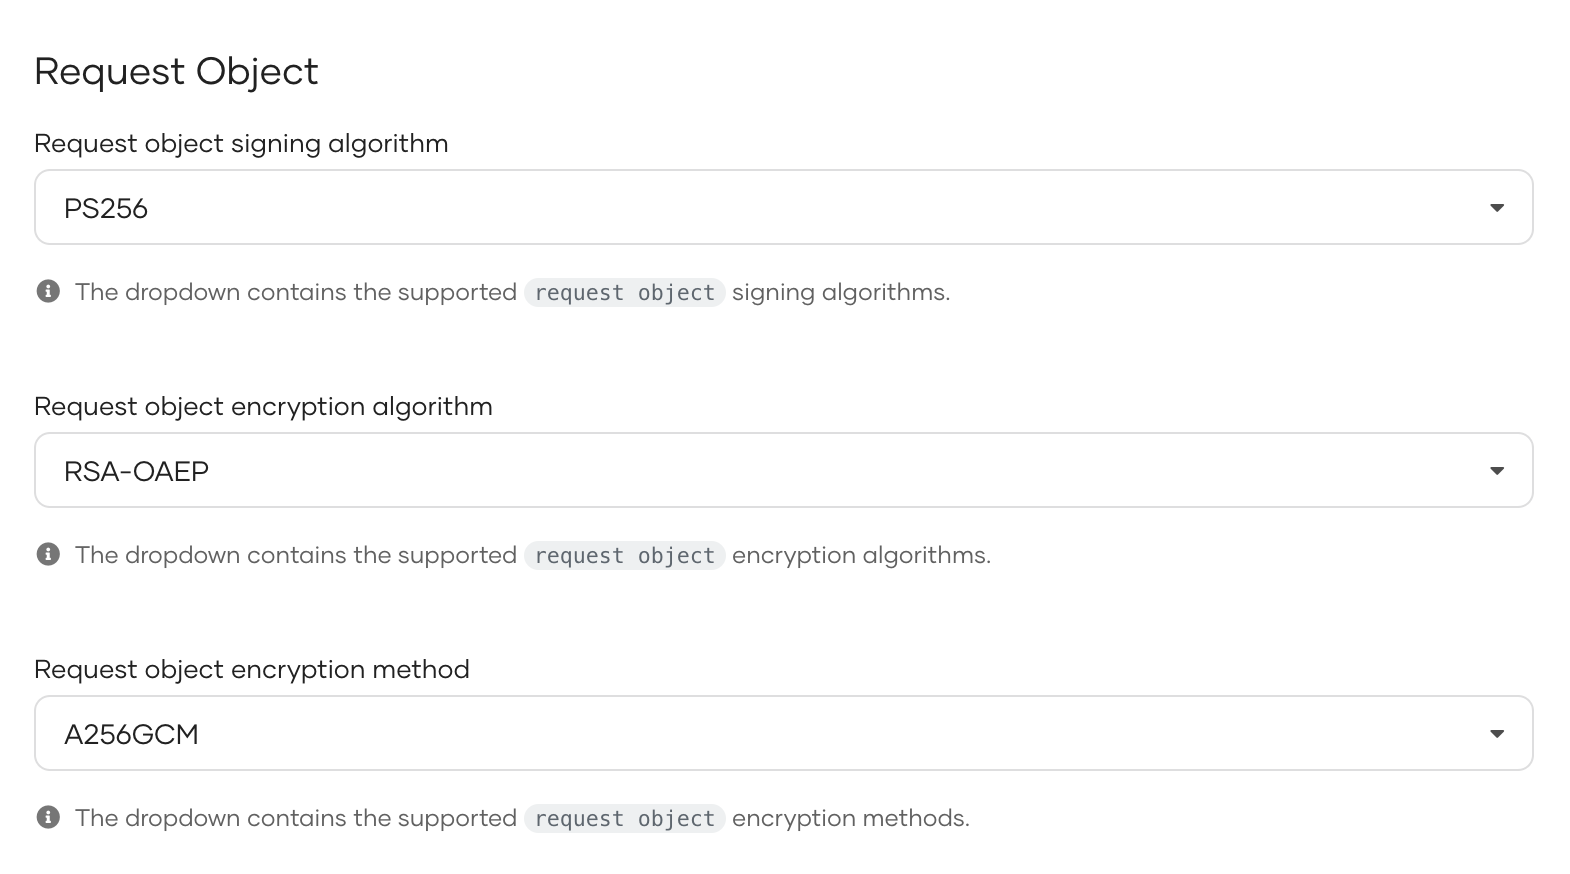 Request Object
Request object signing algorithm
PS256
The dropdown contains the supported request object signing algorithms.
Request object encryption algorithm
RSA-OAEP
The dropdown contains the supported request object encryption algorithms.
Request object encryption method
A256GCM
The dropdown contains the supported request object encryption methods.